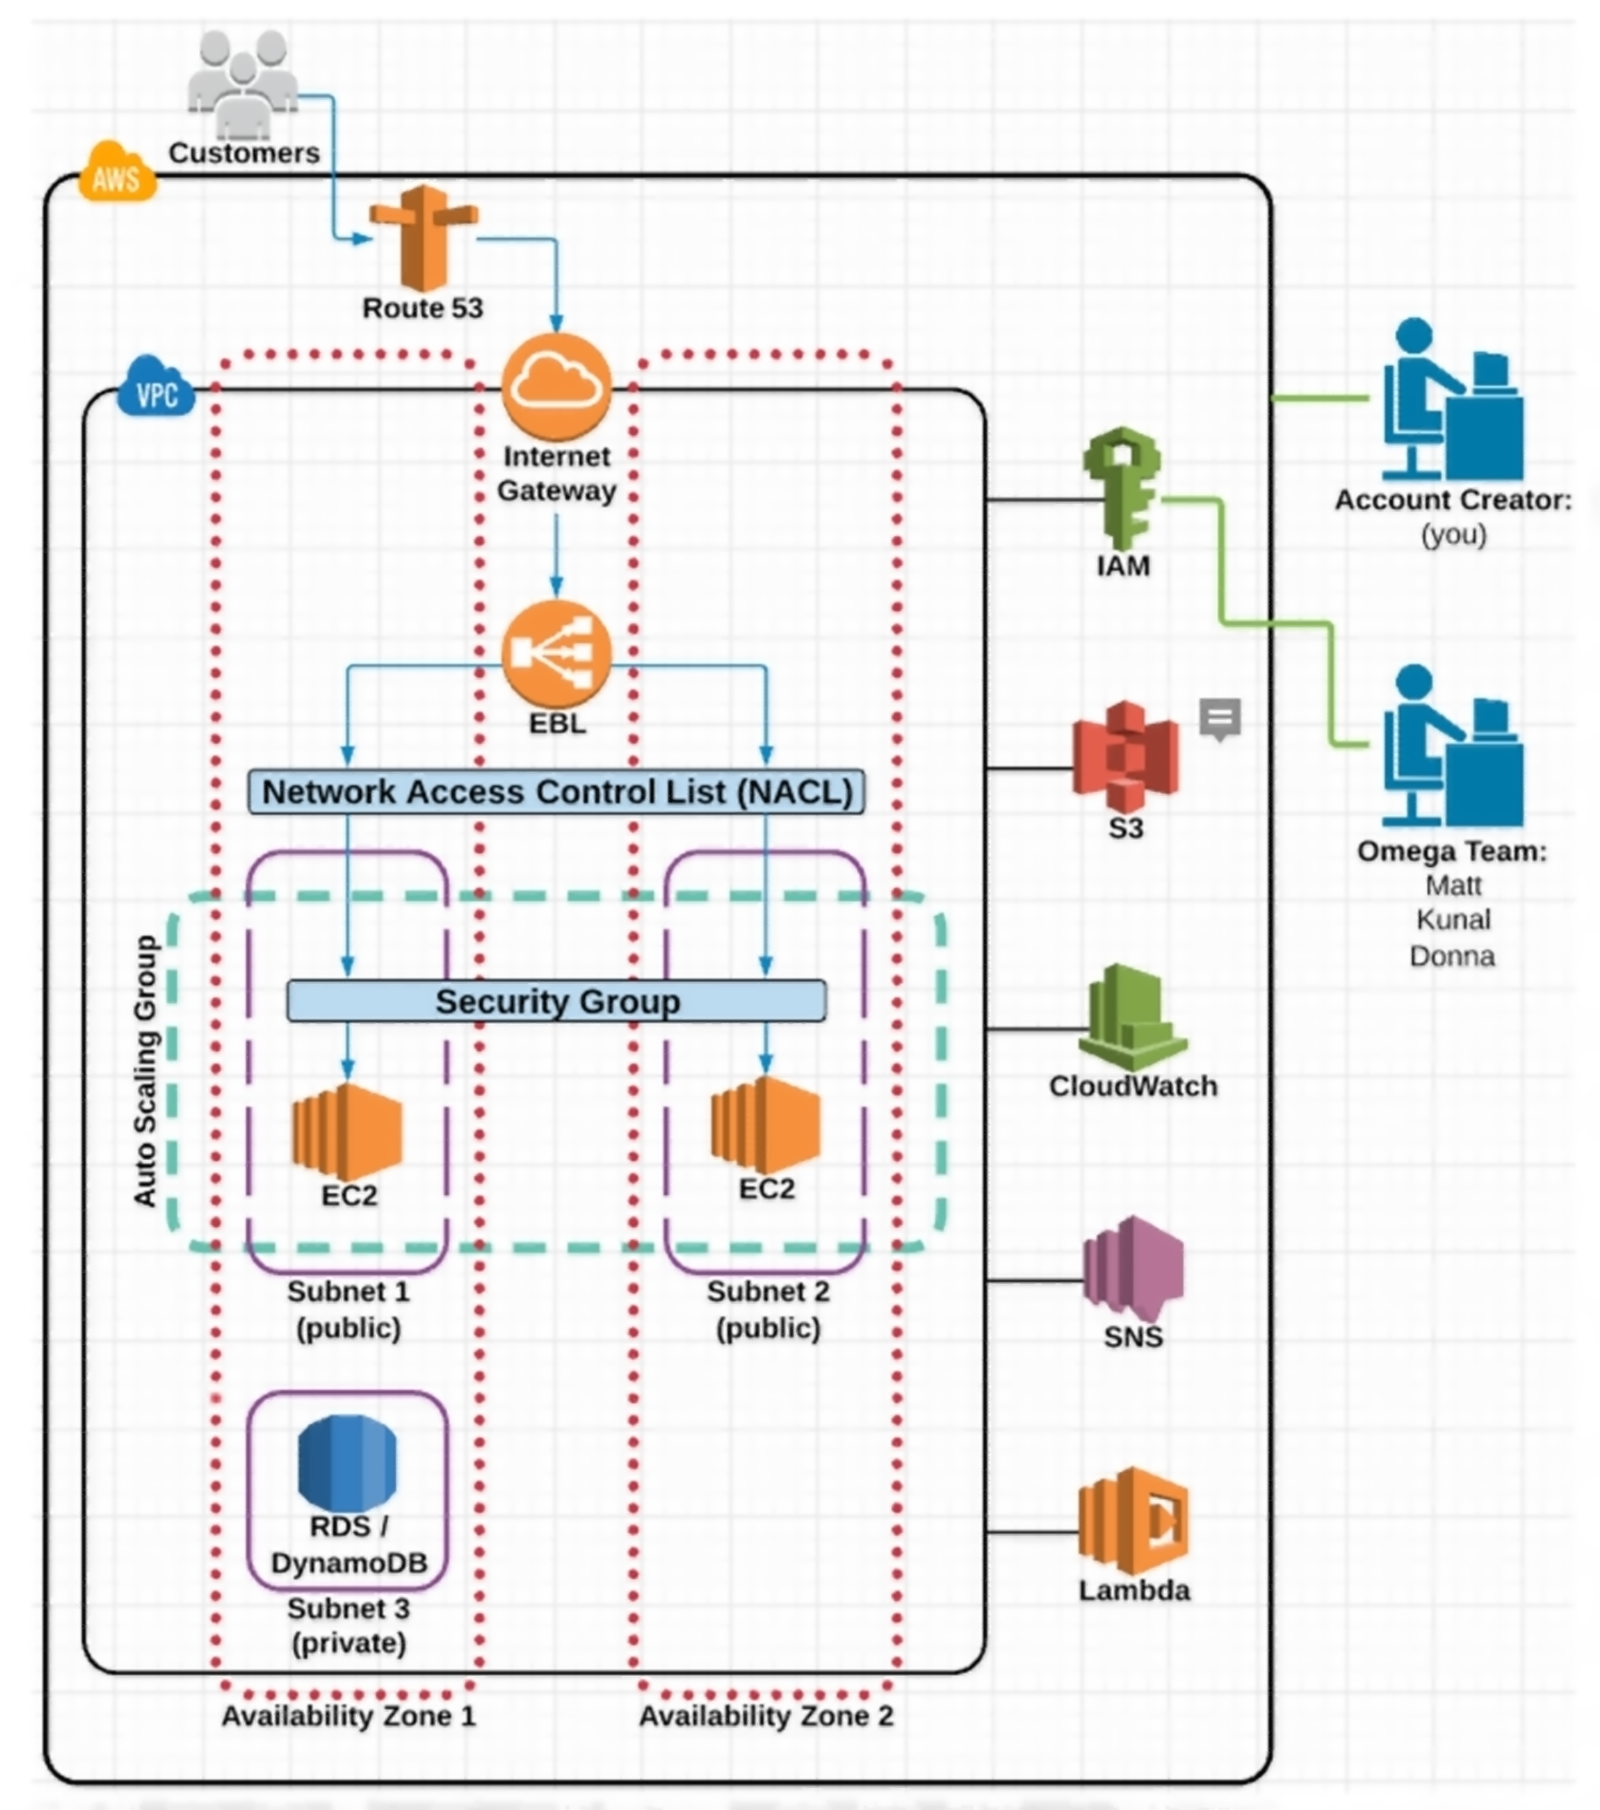 Customers
AWS
Route 53
VPC
Internet
Gateway
EBL
Network Access Control List (NACL)
Auto Scaling Group
Security Group
EC2
EC2
Subnet 1
(public)
Subnet 2
(public)
RDS /
DynamoDB
Subnet 3
(private)
Availability Zone 1
Availability Zone 2
IAM
S3
CloudWatch
SNS
Lambda
Account Creator:
(you)
Omega Team:
Matt
Kunal
Donna